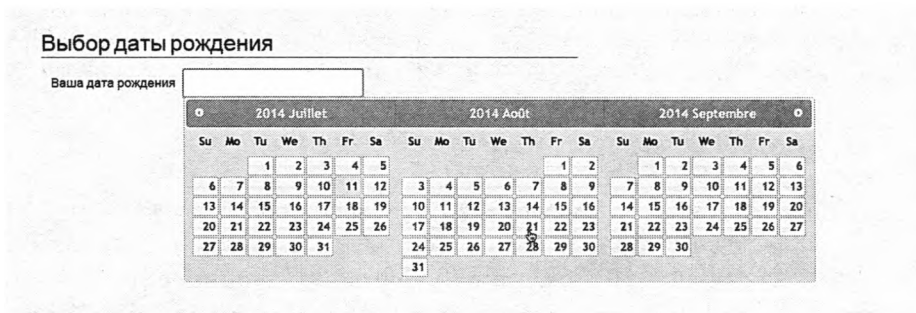 Выбор даты рождения
Ваша дата рождения
2014 Juillet 2014 Août 2014 Septembre
Su Mo Tu We Th Fr Sa Su Mo Tu We Th Fr Sa Su Mo Tu We Th Fr Sa
1 2 3 4 5 1 2 1 2 3 4 5 6
6 7 8 9 10 11 12 3 4 5 6 7 8 9 7 8 9 10 11 12 13
13 14 15 16 17 18 19 10 11 12 13 14 15 16 14 15 16 17 18 19 20
20 21 22 23 24 25 26 17 18 19 20 21 22 23 21 22 23 24 25 26 27
27 28 29 30 31 24 25 26 27 28 29 30 28 29 30
31